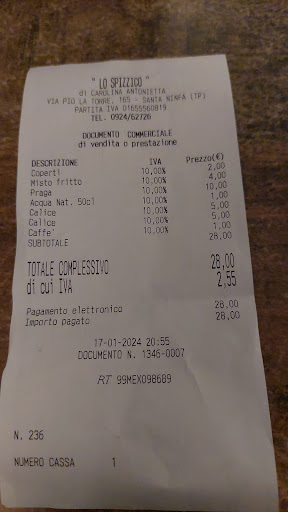 " LO SPIZZICO "
di CAROLINA ANTONIETTA
VIA PIO LA TORRE, 165 - SANTA NINFA (TP)
PARTITA IVA 01655560819
TEL. 0924/62726
DOCUMENTO COMMERCIALE
di vendita o prestazione
DESCRIZIONE IVA Prezzo(€)
Coperti 10,00% 2,00
Misto fritto 10,00% 4,00
Praga 10,00% 10,00
Acqua Nat. 50cl 10,00% 1,00
Calice 10,00% 5,00
Calice 10,00% 5,00
Caffe' 10,00% 1,00
SUBTOTALE 28,00
TOTALE COMPLESSIVO 28,00
di cui IVA 2,55
Pagamento elettronico 28,00
Importo pagato 28,00
17-01-2024 20:55
DOCUMENTO N. 1346-0007
RT 99MEX098689
N. 236
NUMERO CASSA 1